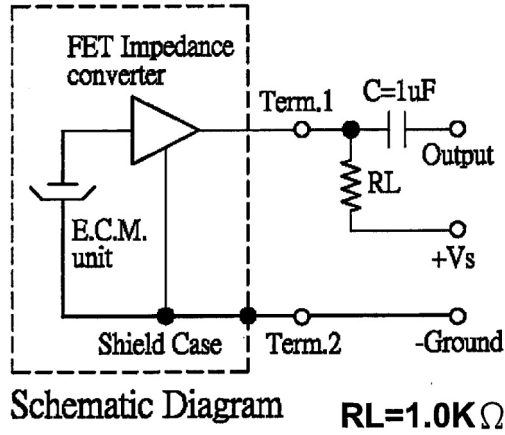 FET Impedance
converter
Term.1
C=1uF
Output
RL
+Vs
E.C.M.
unit
Shield Case
Term.2
-Ground
Schematic Diagram
RL=1.0KΩ